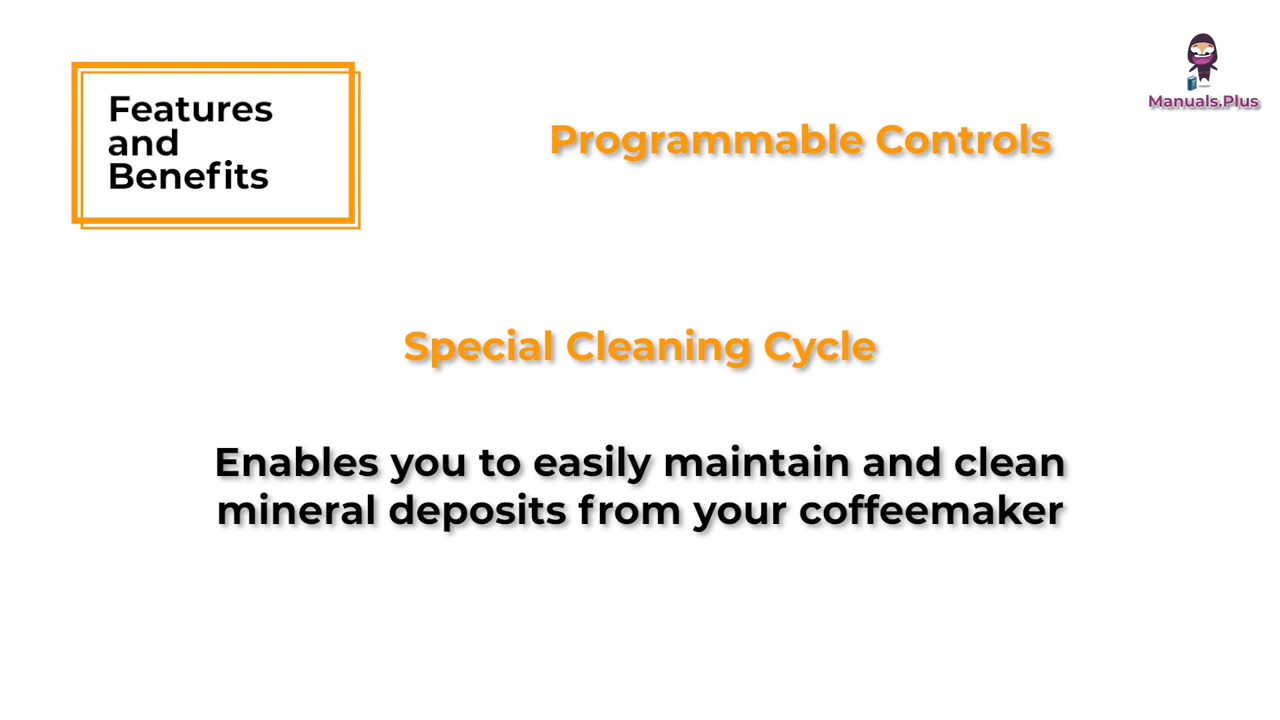 Features
and
Benefits
Manuals.Plus
Programmable Controls
Special Cleaning Cycle
Enables you to easily maintain and clean
mineral deposits from your coffeemaker